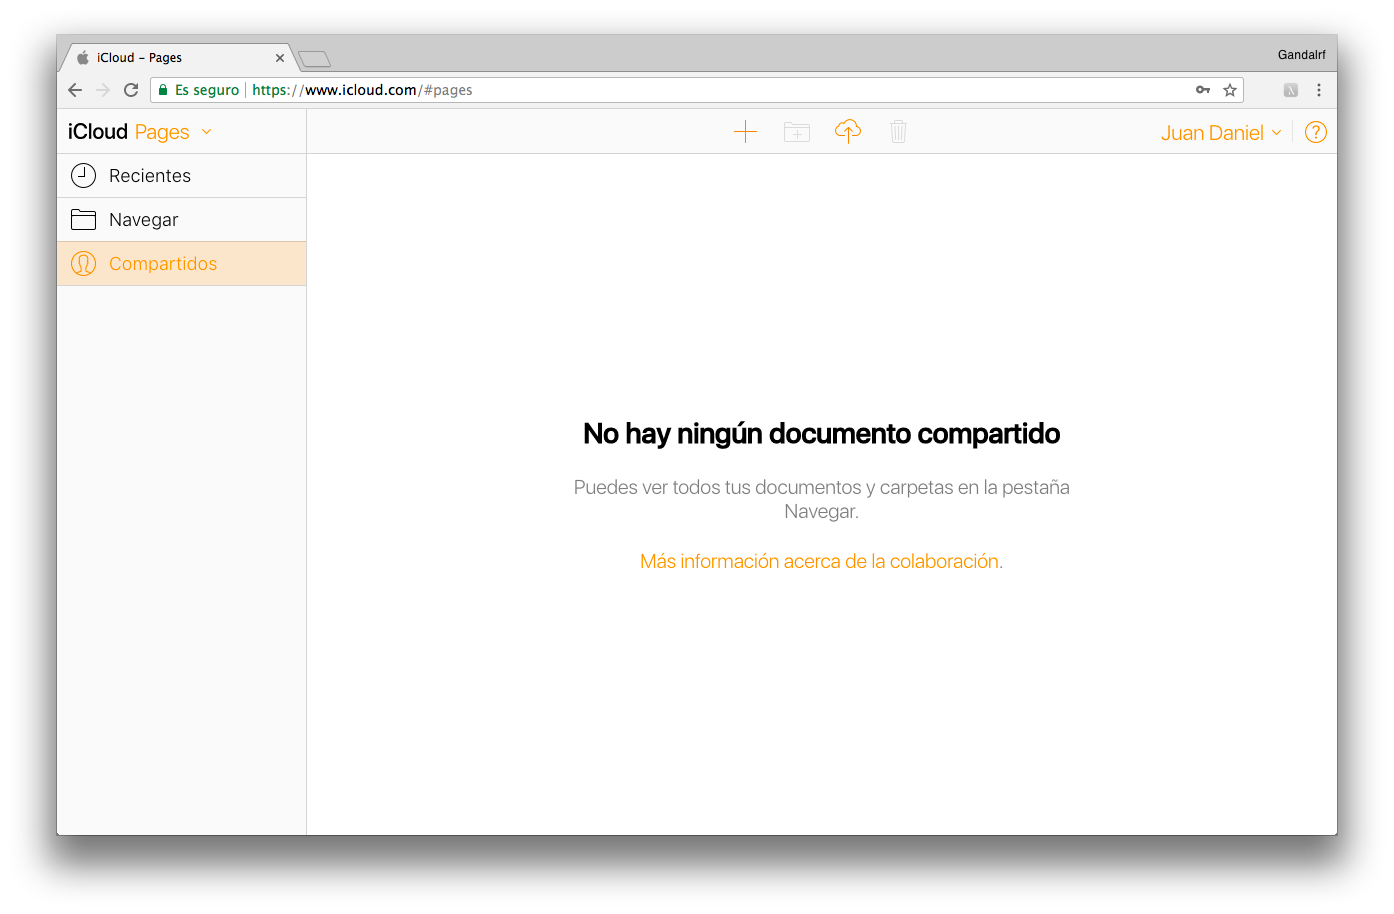 iCloud – Pages
Gandalrf
Es seguro https://www.icloud.com/#pages
iCloud Pages
Juan Daniel
?
Recientes
Navegar
Compartidos
No hay ningún documento compartido
Puedes ver todos tus documentos y carpetas en la pestaña
Navegar.
Más información acerca de la colaboración.